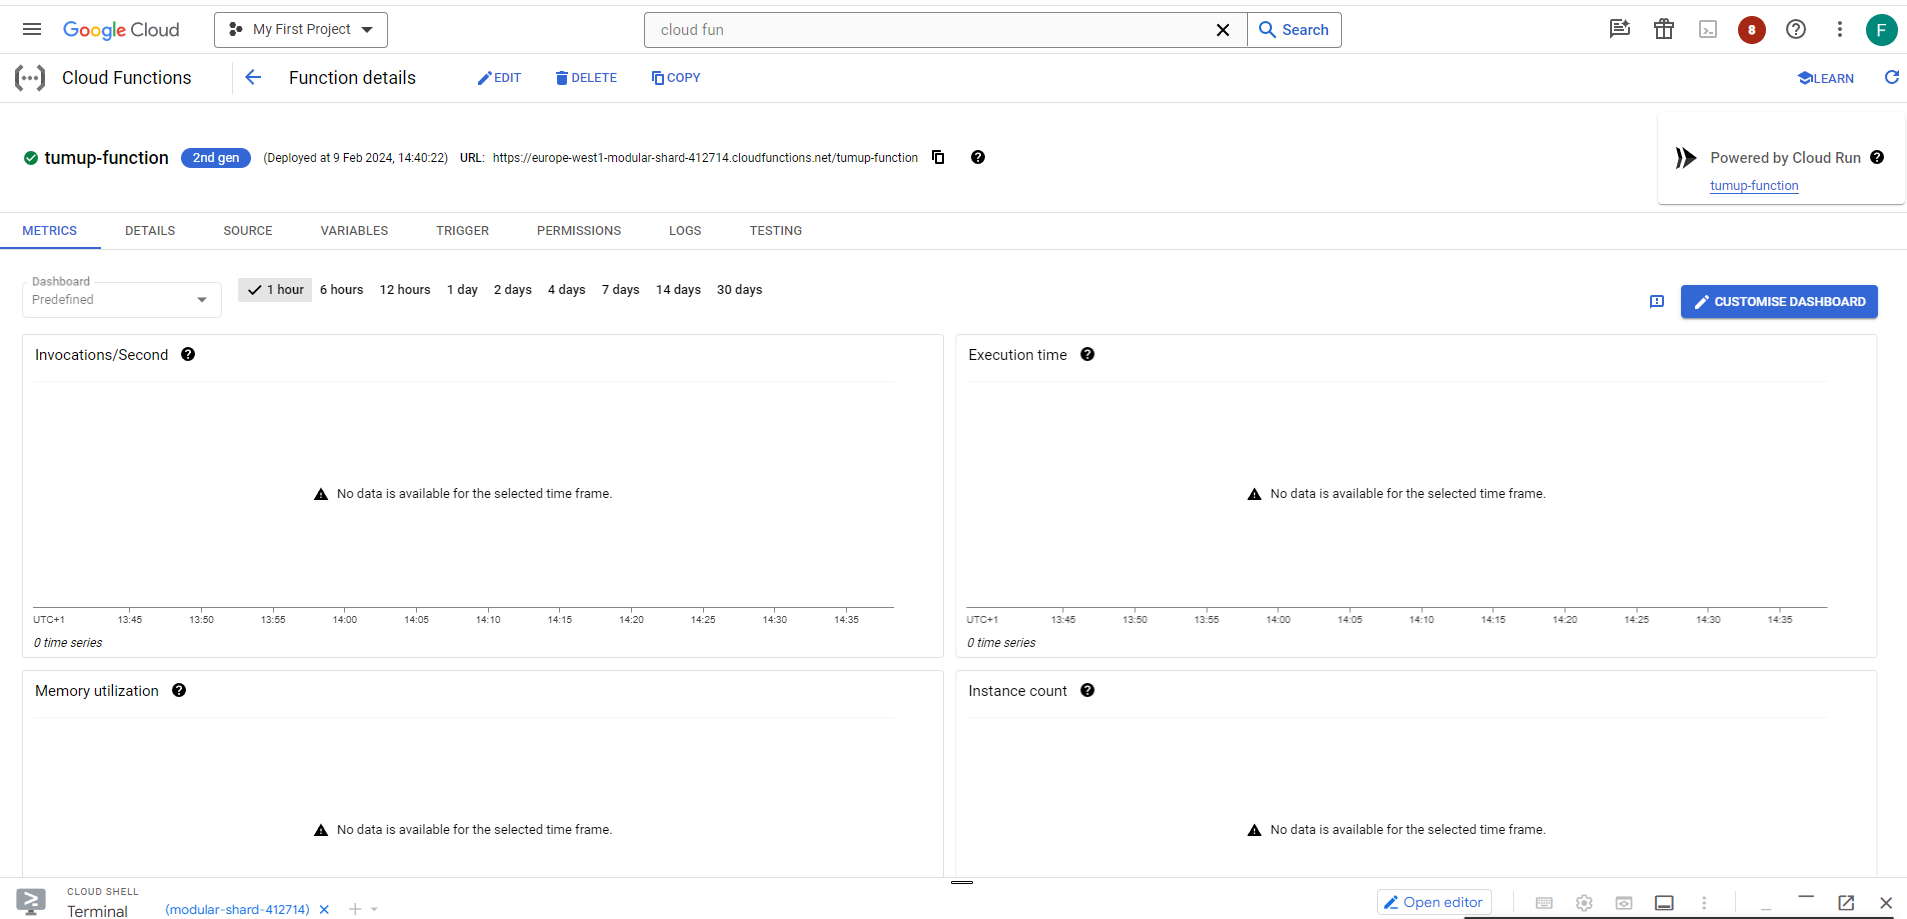 Google Cloud
My First Project
cloud fun
Search
8
F
Cloud Functions
Function details
EDIT
DELETE
COPY
LEARN
tumup-function
2nd gen
(Deployed at 9 Feb 2024, 14:40:22)
URL: https://europe-west1-modular-shard-412714.cloudfunctions.net/tumup-function
Powered by Cloud Run
tumup-function
METRICS
DETAILS
SOURCE
VARIABLES
TRIGGER
PERMISSIONS
LOGS
TESTING
Dashboard
Predefined
1 hour
6 hours
12 hours
1 day
2 days
4 days
7 days
14 days
30 days
CUSTOMISE DASHBOARD
Invocations/Second
No data is available for the selected time frame.
UTC+1 13:45 13:50 13:55 14:00 14:05 14:10 14:15 14:20 14:25 14:30 14:35
0 time series
Execution time
No data is available for the selected time frame.
UTC+1 13:45 13:50 13:55 14:00 14:05 14:10 14:15 14:20 14:25 14:30 14:35
0 time series
Memory utilization
No data is available for the selected time frame.
Instance count
No data is available for the selected time frame.
CLOUD SHELL
Terminal
(modular-shard-412714)
Open editor